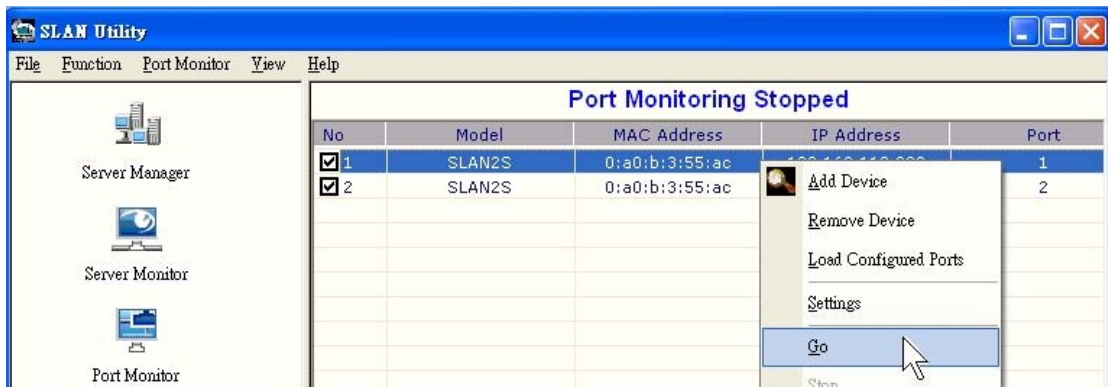 SLAN Utility
File Function Port Monitor View Help
Port Monitoring Stopped
No Model MAC Address IP Address Port
1 SLAN2S 0:a0:b:3:55:ac 1
2 SLAN2S 0:a0:b:3:55:ac 2
Server Manager
Server Monitor
Port Monitor
Add Device
Remove Device
Load Configured Ports
Settings
Go
Stop